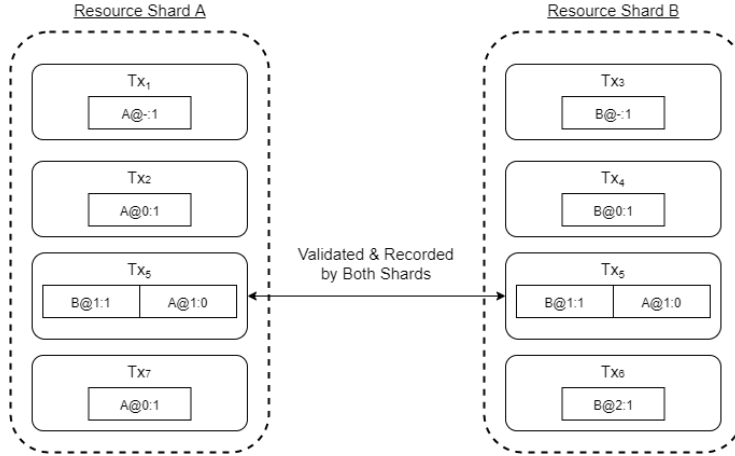 Resource Shard A
Tx₁
A@-:1
Tx₂
A@0:1
Tx₅
B@1:1 A@1:0
Tx₇
A@0:1
Validated & Recorded
by Both Shards
Resource Shard B
Tx₃
B@-:1
Tx₄
B@0:1
Tx₅
B@1:1 A@1:0
Tx₆
B@2:1